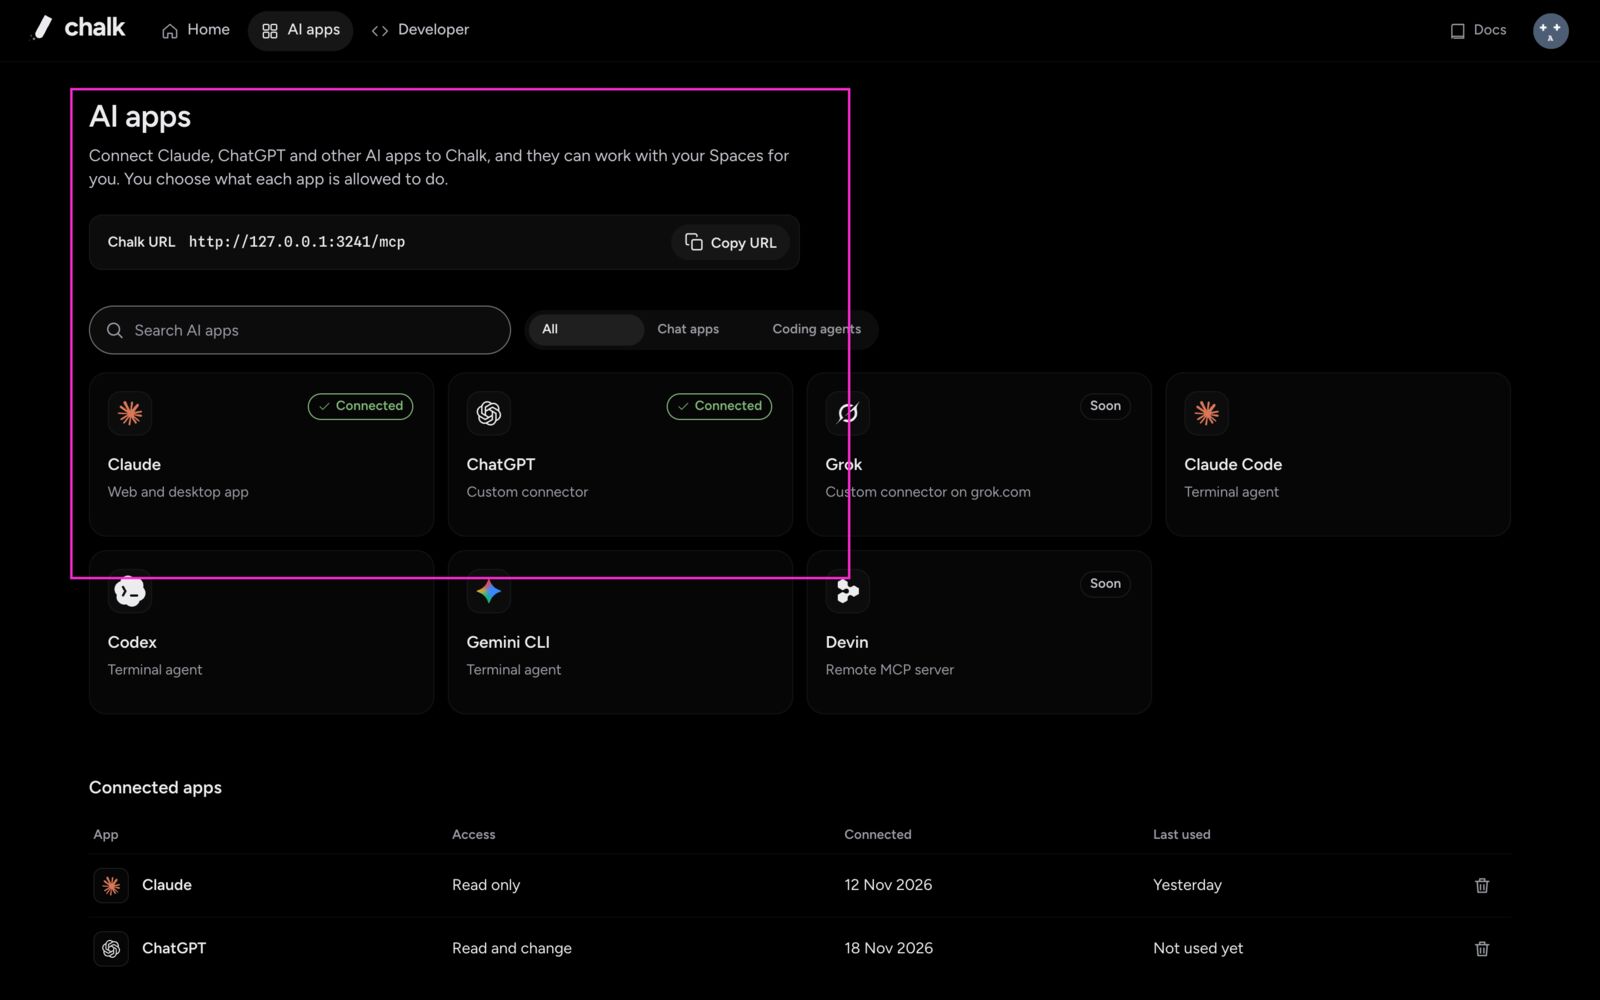 chalk
Home
AI apps
Developer
Docs
AI apps
Connect Claude, ChatGPT and other AI apps to Chalk, and they can work with your Spaces for
you. You choose what each app is allowed to do.
Chalk URL http://127.0.0.1:3241/mcp
Copy URL
Search AI apps
All
Chat apps
Coding agents
Connected
Claude
Web and desktop app
Connected
ChatGPT
Custom connector
Soon
Grok
Custom connector on grok.com
Claude Code
Terminal agent
Codex
Terminal agent
Gemini CLI
Terminal agent
Soon
Devin
Remote MCP server
Connected apps
App Access Connected Last used
Claude Read only 12 Nov 2026 Yesterday
ChatGPT Read and change 18 Nov 2026 Not used yet